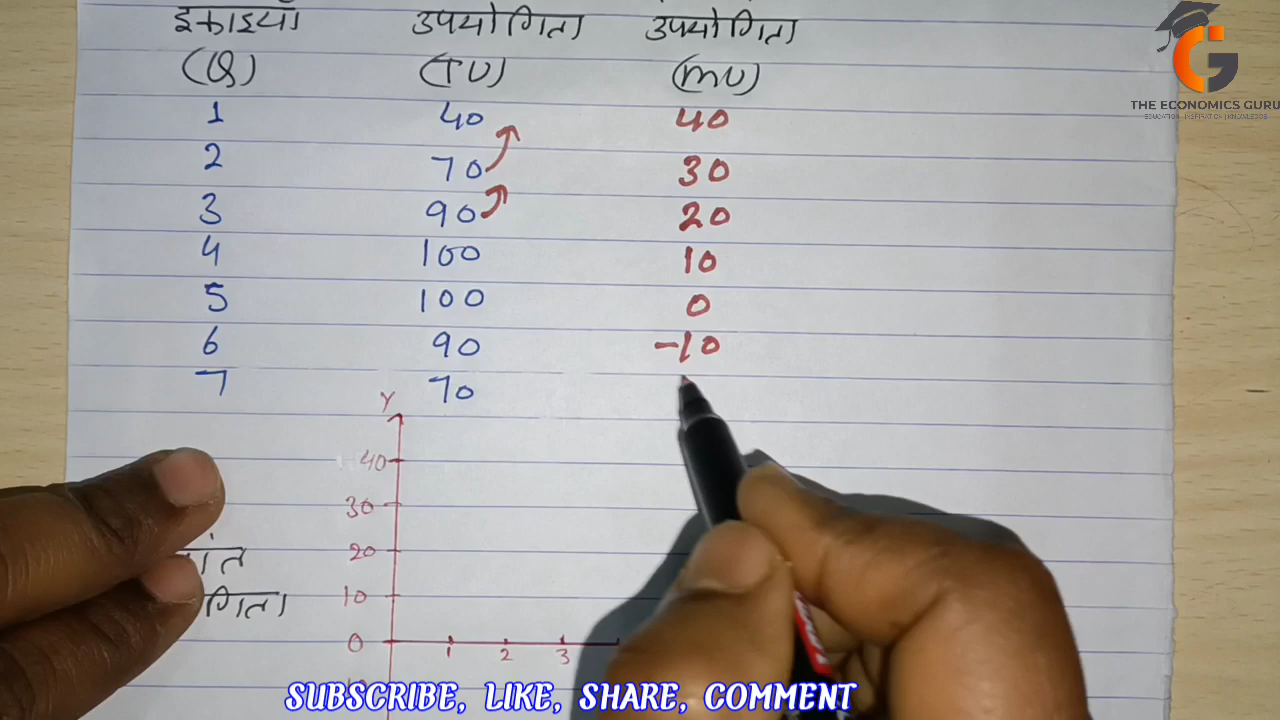 इकाइयाँ उपयोगिता उपयोगिता
(Q) (TU) (MU)
1 40 40
2 70 30
3 90 20
4 100 10
5 100 0
6 90 -10
7 70
Y
40
30
20
10
0
1 2 3
THE ECONOMICS GURU
SUBSCRIBE, LIKE, SHARE, COMMENT